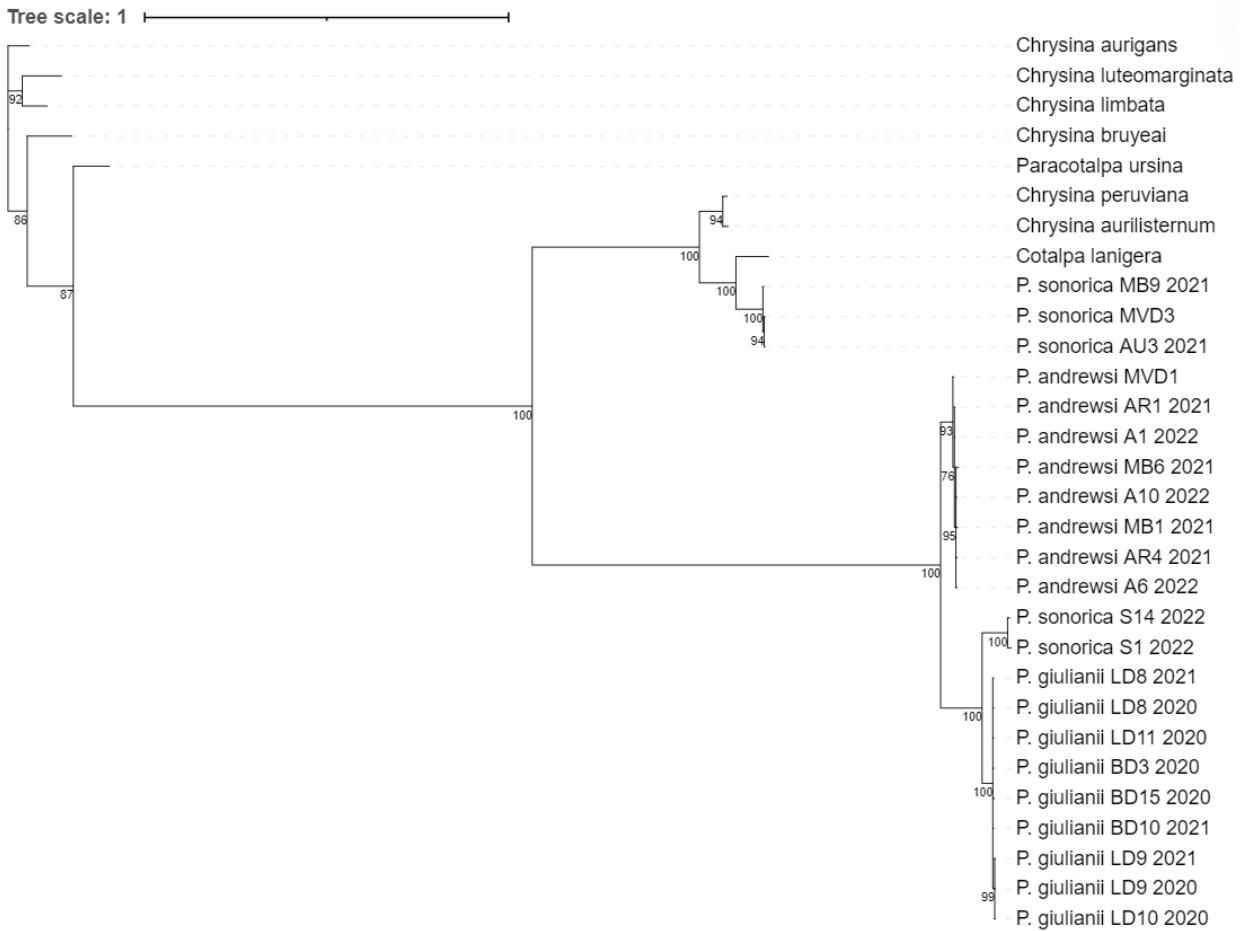 Tree scale: 1
Chrysina aurigans
Chrysina luteomarginata
92
Chrysina limbata
Chrysina bruyeai
Paracotalpa ursina
Chrysina peruviana
86
94
Chrysina aurilisternum
100
Cotalpa lanigera
P. sonorica MB9 2021
87
100
P. sonorica MVD3
100
94
P. sonorica AU3 2021
P. andrewsi MVD1
P. andrewsi AR1 2021
100
93
P. andrewsi A1 2022
P. andrewsi MB6 2021
76
P. andrewsi A10 2022
P. andrewsi MB1 2021
95
P. andrewsi AR4 2021
100
P. andrewsi A6 2022
P. sonorica S14 2022
100
P. sonorica S1 2022
P. giulianii LD8 2021
P. giulianii LD8 2020
100
P. giulianii LD11 2020
P. giulianii BD3 2020
100
P. giulianii BD15 2020
P. giulianii BD10 2021
P. giulianii LD9 2021
P. giulianii LD9 2020
99
P. giulianii LD10 2020